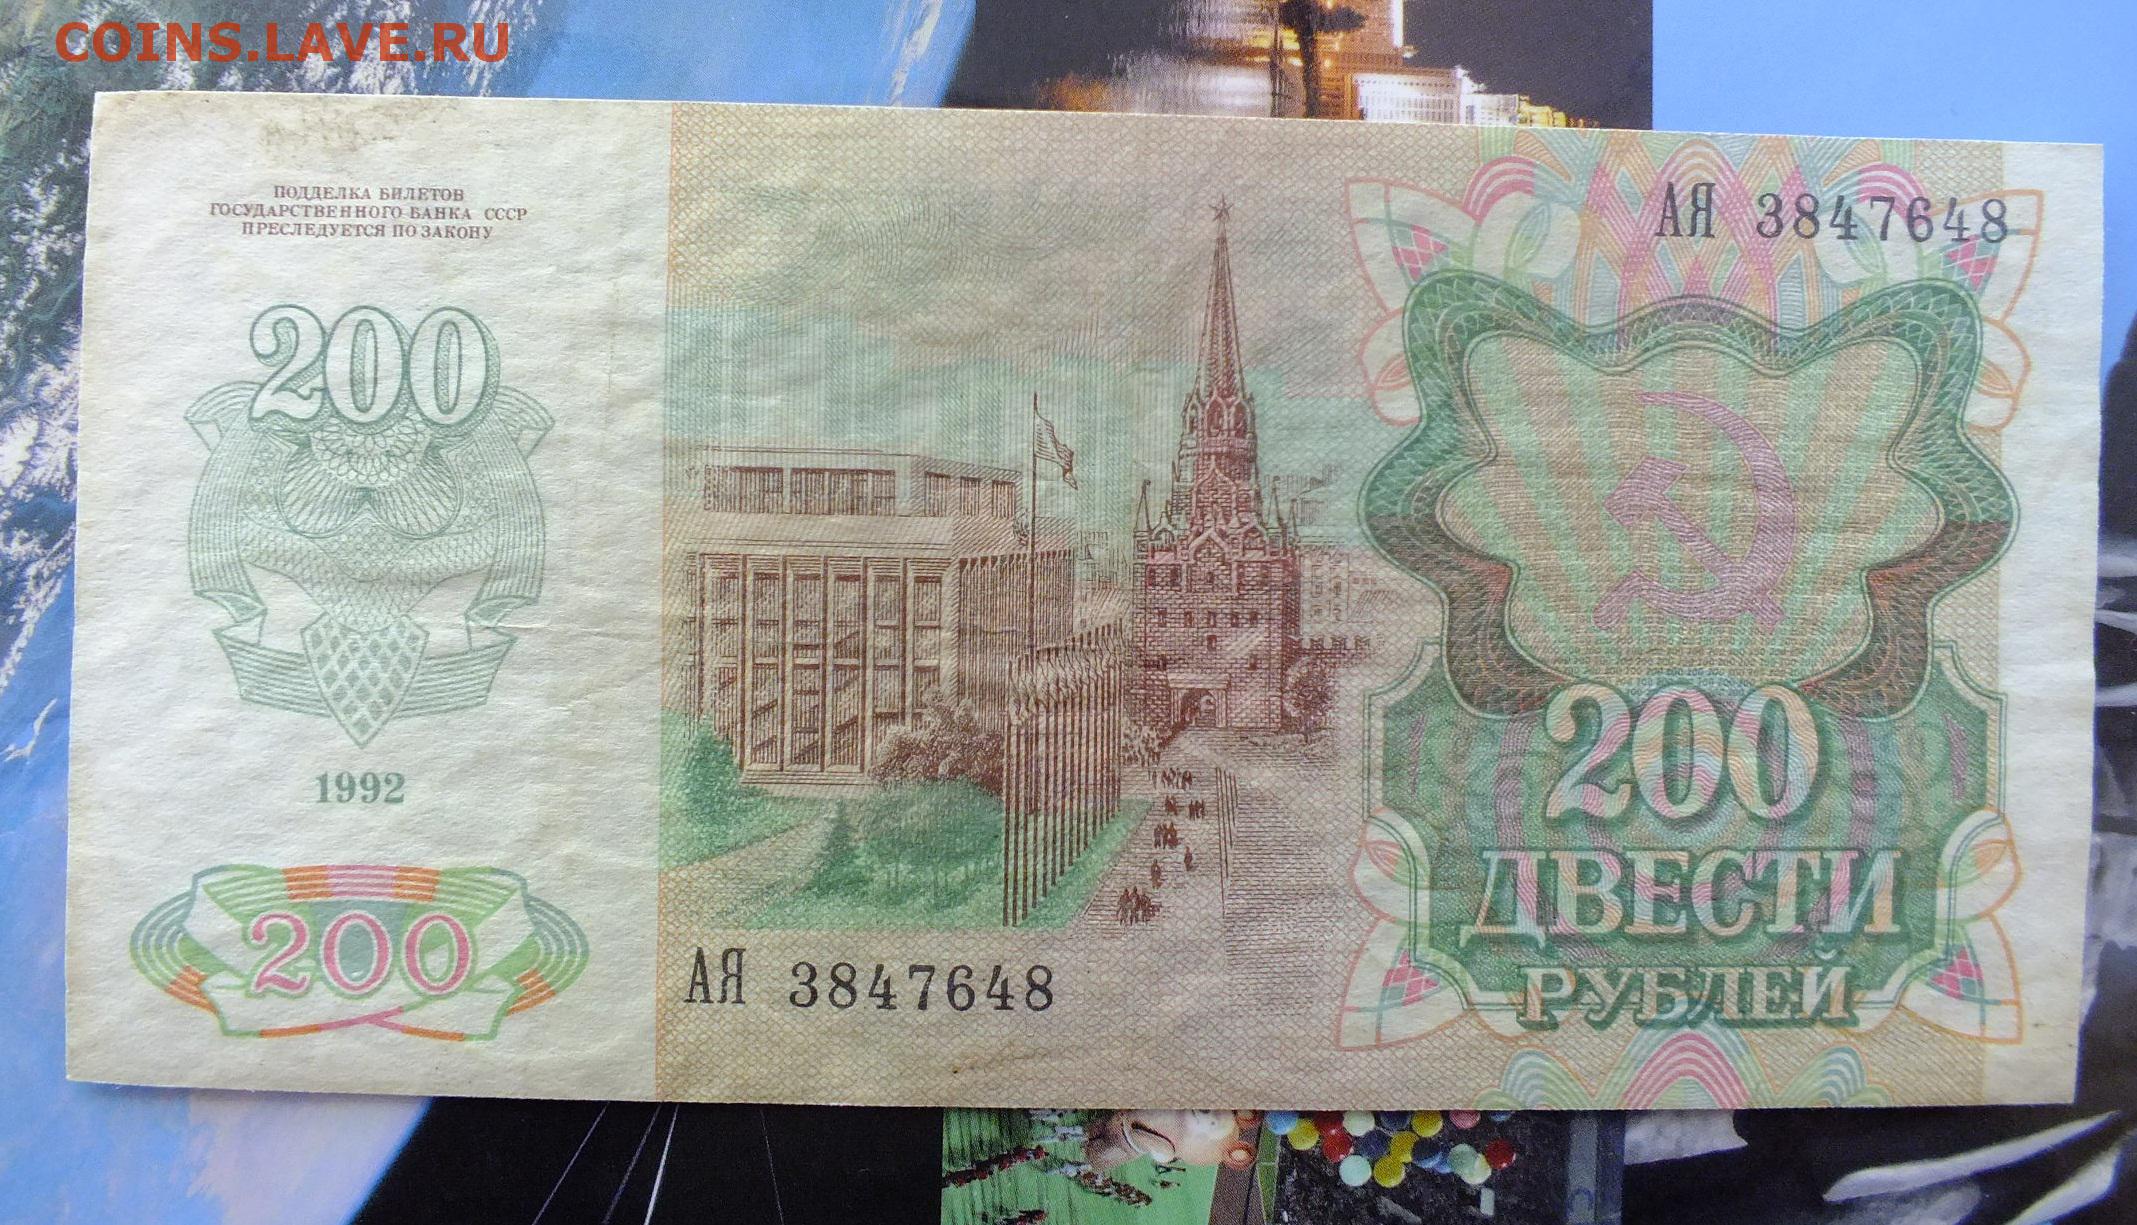 COINS.LAVE.RU
ПОДДЕЛКА БИЛЕТОВ
ГОСУДАРСТВЕННОГО БАНКА СССР
ПРЕСЛЕДУЕТСЯ ПО ЗАКОНУ
АЯ 3847648
200
1992
200
АЯ 3847648
200
ДВЕСТИ
РУБЛЕЙ